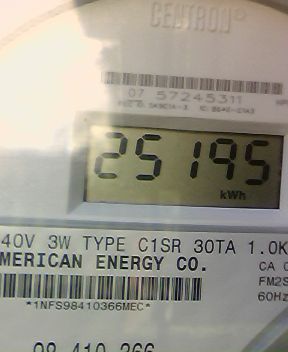 CENTRON®
07 57245311
25195
kWh
40V 3W TYPE C1SR 30TA 1.0K
MERICAN ENERGY CO.
CA 0
FM2S
60Hz
*1NFS98410366MEC*
98 410 366